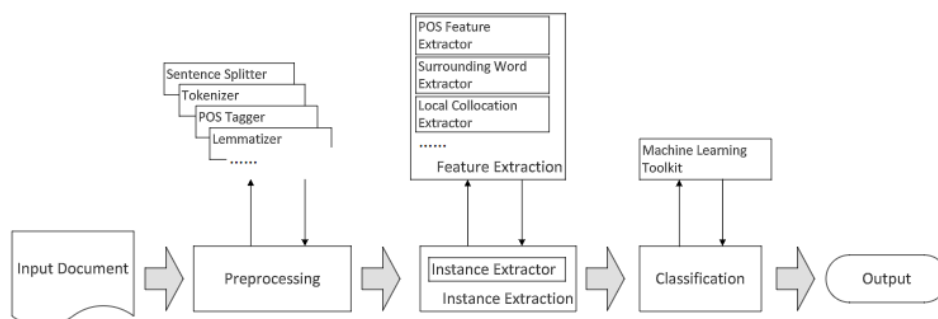 POS Feature
Extractor
Surrounding Word
Extractor
Local Collocation
Extractor
......
Feature Extraction
Sentence Splitter
Tokenizer
POS Tagger
Lemmatizer
......
Machine Learning
Toolkit
Input Document
Preprocessing
Instance Extractor
Instance Extraction
Classification
Output